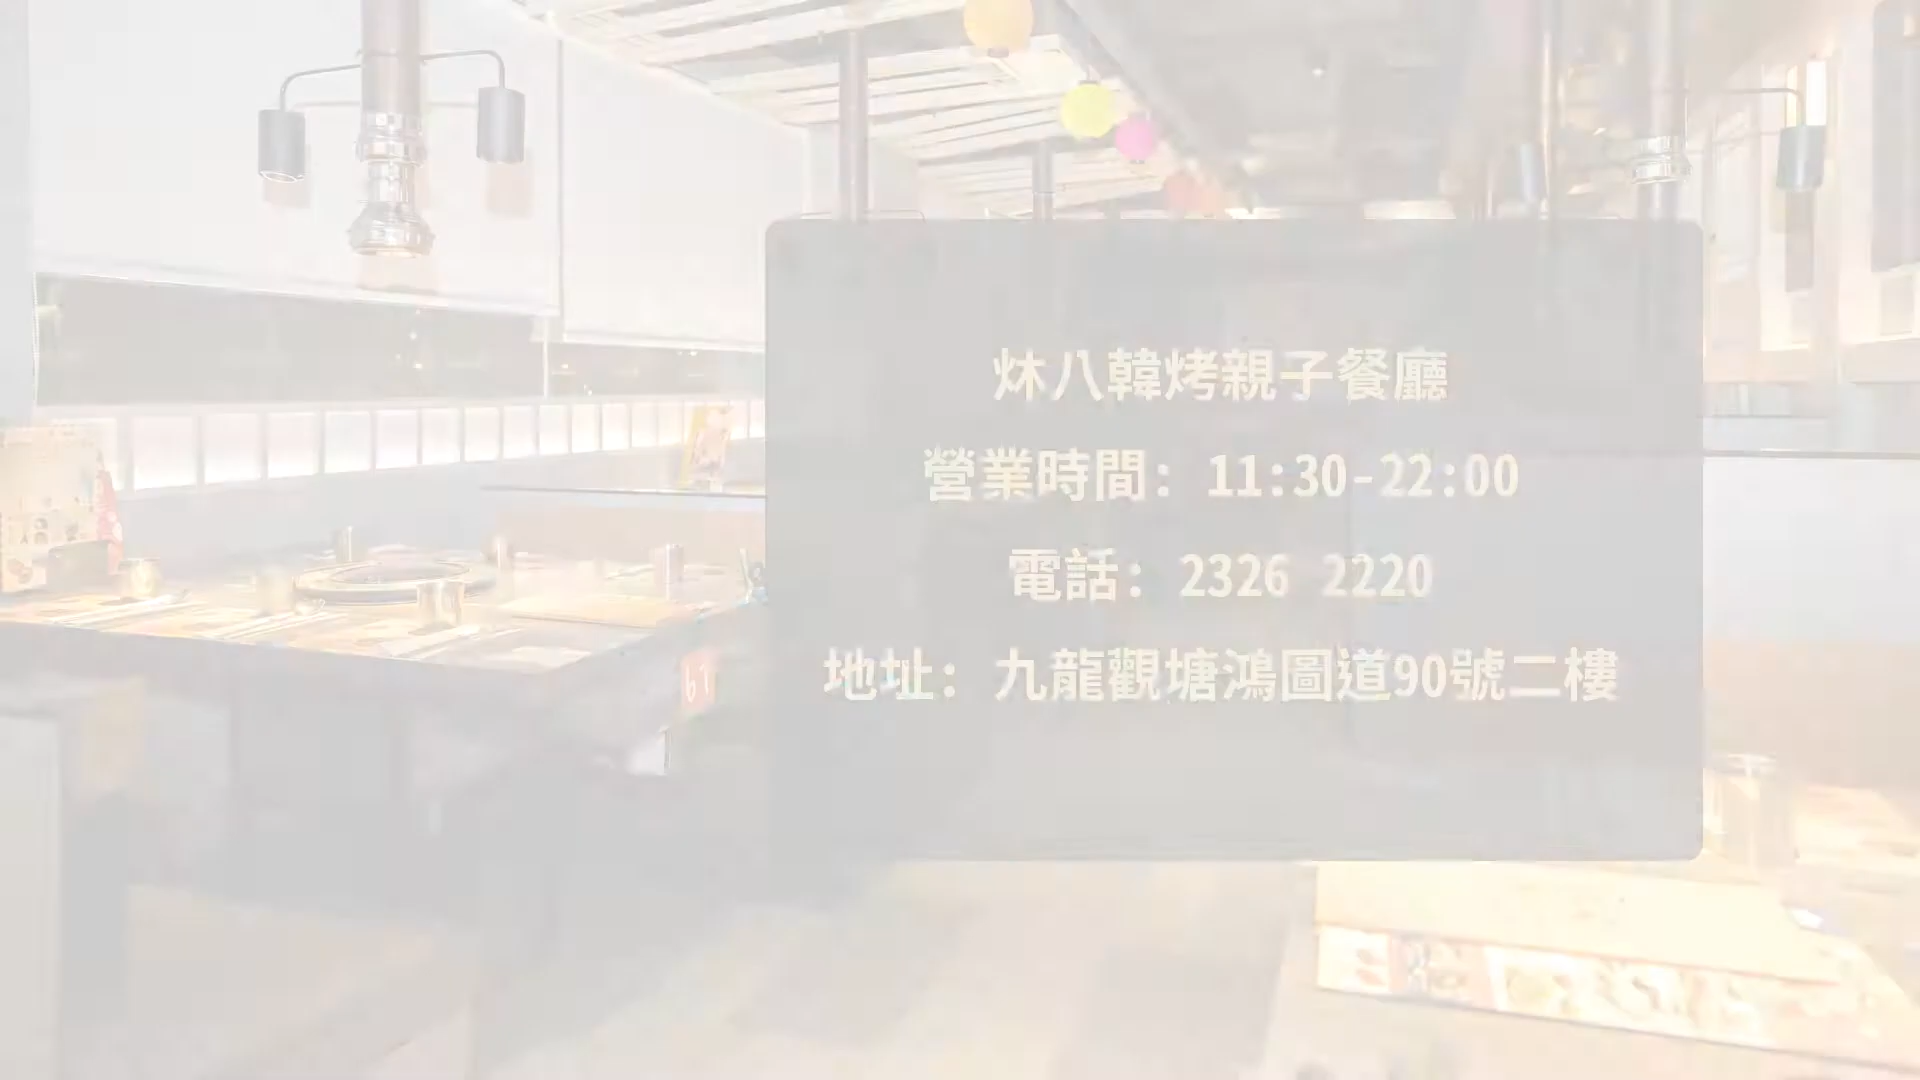 炑八韓烤親子餐廳
營業時間: 11:30-22:00
電話: 2326 2220
地址: 九龍觀塘鴻圖道90號二樓
61